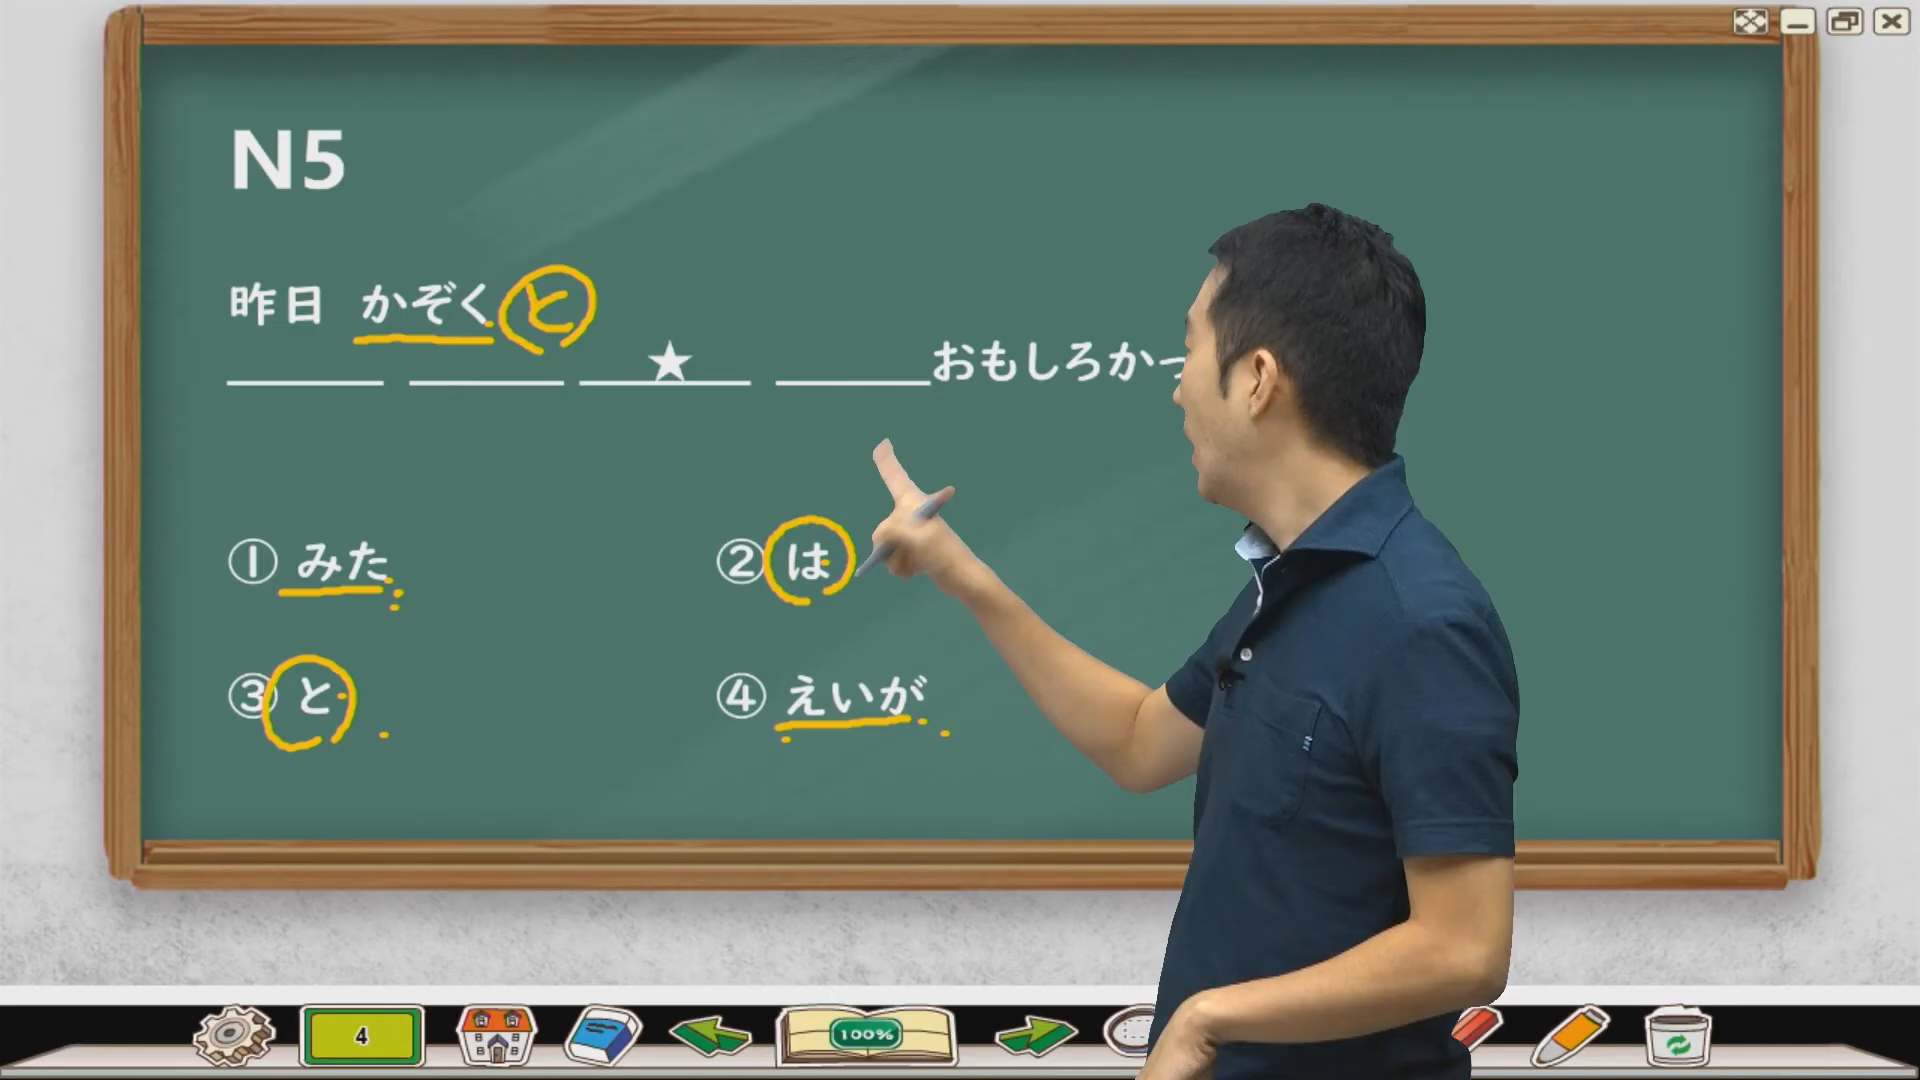 N5
昨日 かぞく と
★ おもしろかっ
① みた ② は
③ と ④ えいが
4 100%